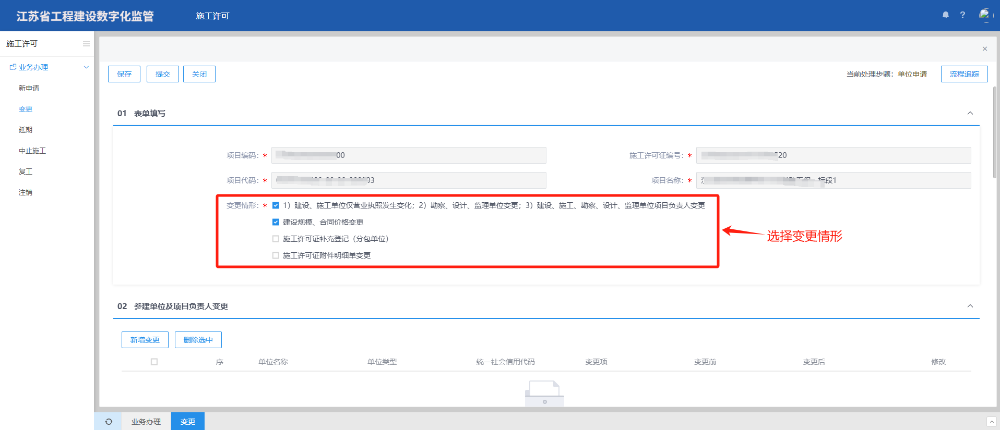 江苏省工程建设数字化监管
施工许可
?
施工许可
业务办理
新申请
变更
延期
中止施工
复工
注销
保存
提交
关闭
当前处理步骤：单位申请
流程追踪
01 表单填写
项目编码：* 00
施工许可证编号：* 520
项目代码：* 03
项目名称：* 标段1
变更情形：* 1）建设、施工单位仅营业执照发生变化；2）勘察、设计、监理单位变更；3）建设、施工、勘察、设计、监理单位项目负责人变更
建设规模、合同价格变更
施工许可证补充登记（分包单位）
施工许可证附件明细单变更
选择变更情形
02 参建单位及项目负责人变更
新增变更
删除选中
序 单位名称 单位类型 统一社会信用代码 变更项 变更前 变更后 修改
业务办理
变更